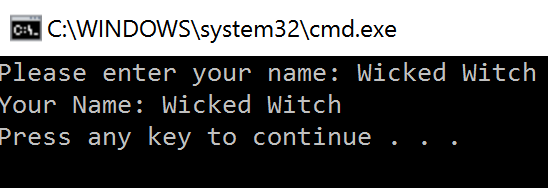 C:\WINDOWS\system32\cmd.exe
Please enter your name: Wicked Witch
Your Name: Wicked Witch
Press any key to continue . . .